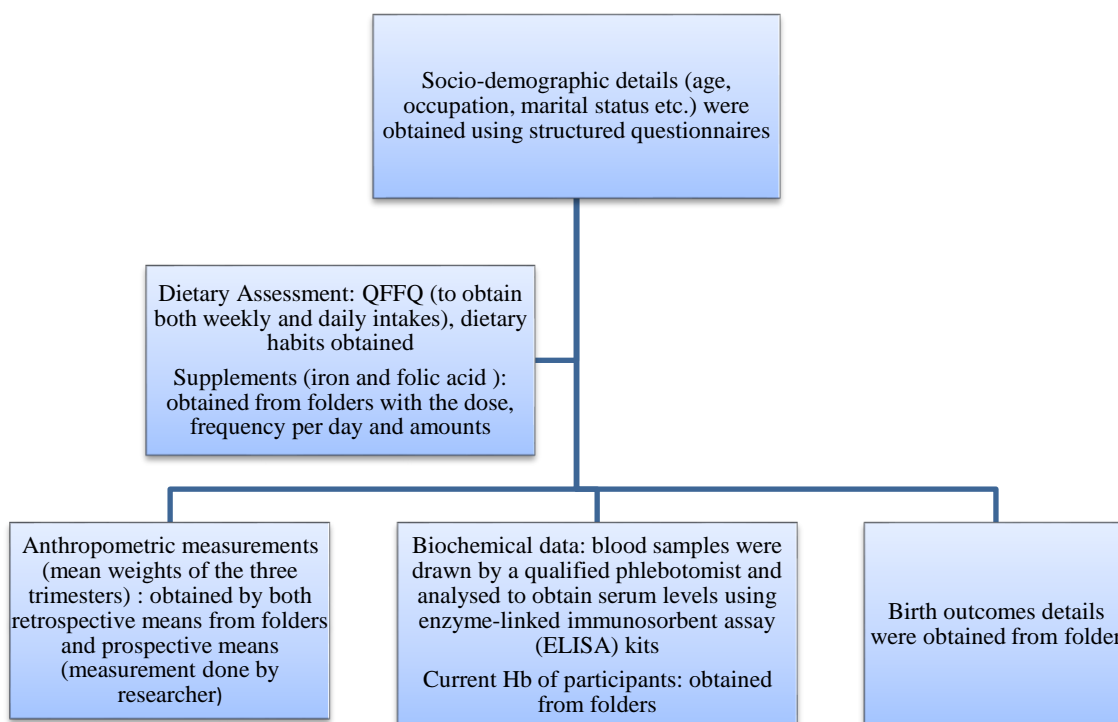 Socio-demographic details (age,
occupation, marital status etc.) were
obtained using structured questionnaires
Dietary Assessment: QFFQ (to obtain
both weekly and daily intakes), dietary
habits obtained
Supplements (iron and folic acid ):
obtained from folders with the dose,
frequency per day and amounts
Anthropometric measurements
(mean weights of the three
trimesters) : obtained by both
retrospective means from folders
and prospective means
(measurement done by
researcher)
Biochemical data: blood samples were
drawn by a qualified phlebotomist and
analysed to obtain serum levels using
enzyme-linked immunosorbent assay
(ELISA) kits
Current Hb of participants: obtained
from folders
Birth outcomes details
were obtained from folder